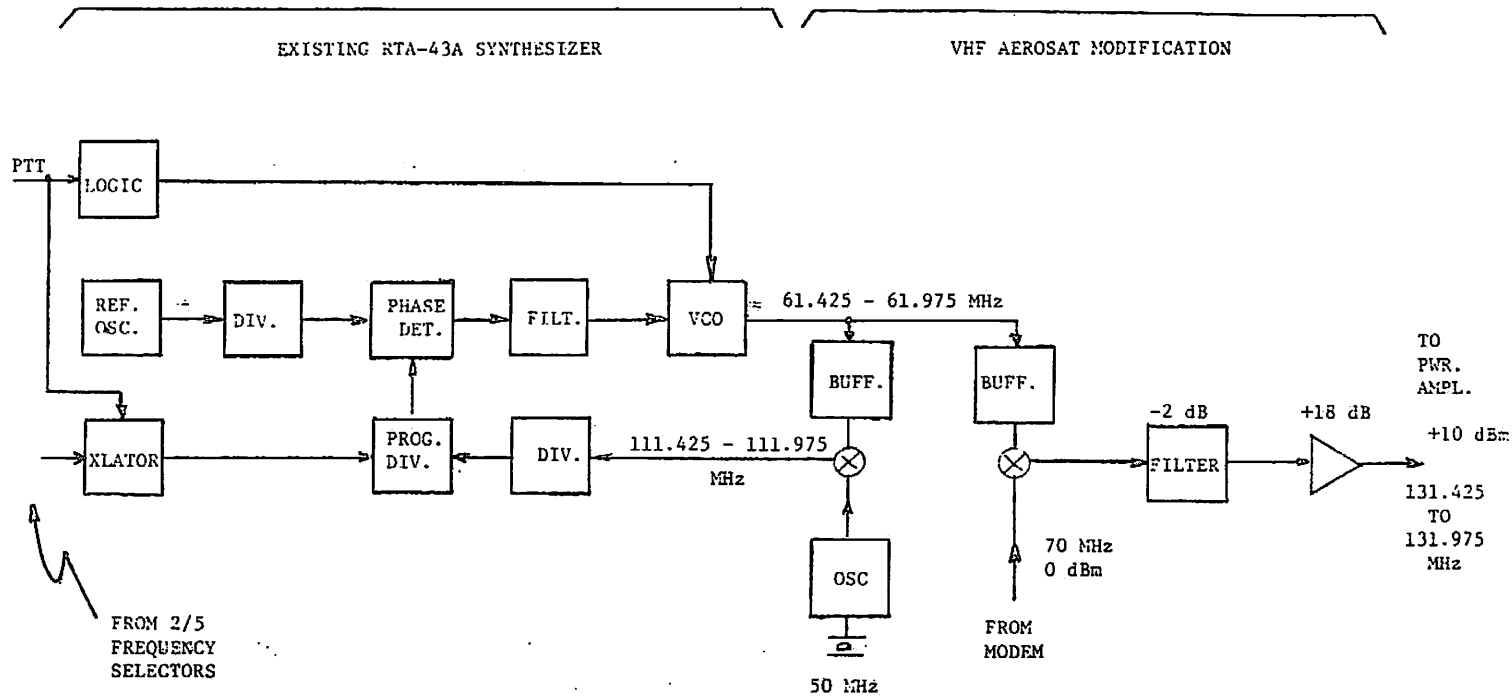 EXISTING RTA-43A SYNTHESIZER
VHF AEROSAT MODIFICATION
PTT
LOGIC
REF.
OSC.
DIV.
PHASE
DET.
FILT.
VCO
61.425 - 61.975 MHz
BUFF.
BUFF.
TO
PWR.
AMPL.
XLATOR
PROG.
DIV.
DIV.
111.425 - 111.975
MHz
-2 dB
FILTER
+18 dB
+10 dBm
131.425
TO
131.975
MHz
OSC
70 MHz
0 dBm
FROM 2/5
FREQUENCY
SELECTORS
FROM
MODEM
50 MHz